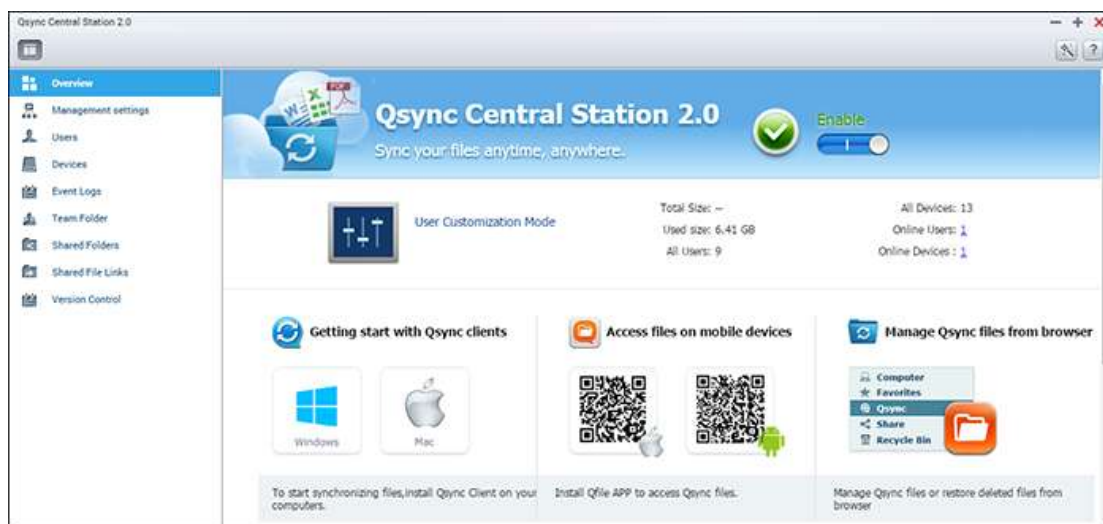 Qsync Central Station 2.0
Overview
Management settings
Users
Devices
Event Logs
Team Folder
Shared Folders
Shared File Links
Version Control
PDF
W
X
Qsync Central Station 2.0
Sync your files anytime, anywhere.
Enable
User Customization Mode
Total Size: --
Used size: 6.41 GB
All Users: 9
All Devices: 13
Online Users: 1
Online Devices : 1
Getting start with Qsync clients
Windows
Mac
To start synchronizing files,install Qsync Client on your
computers.
Access files on mobile devices
Install Qfile APP to access Qsync files.
Manage Qsync files from browser
Computer
Favorites
Qsync
Share
Recycle Bin
Manage Qsync files or restore deleted files from
browser